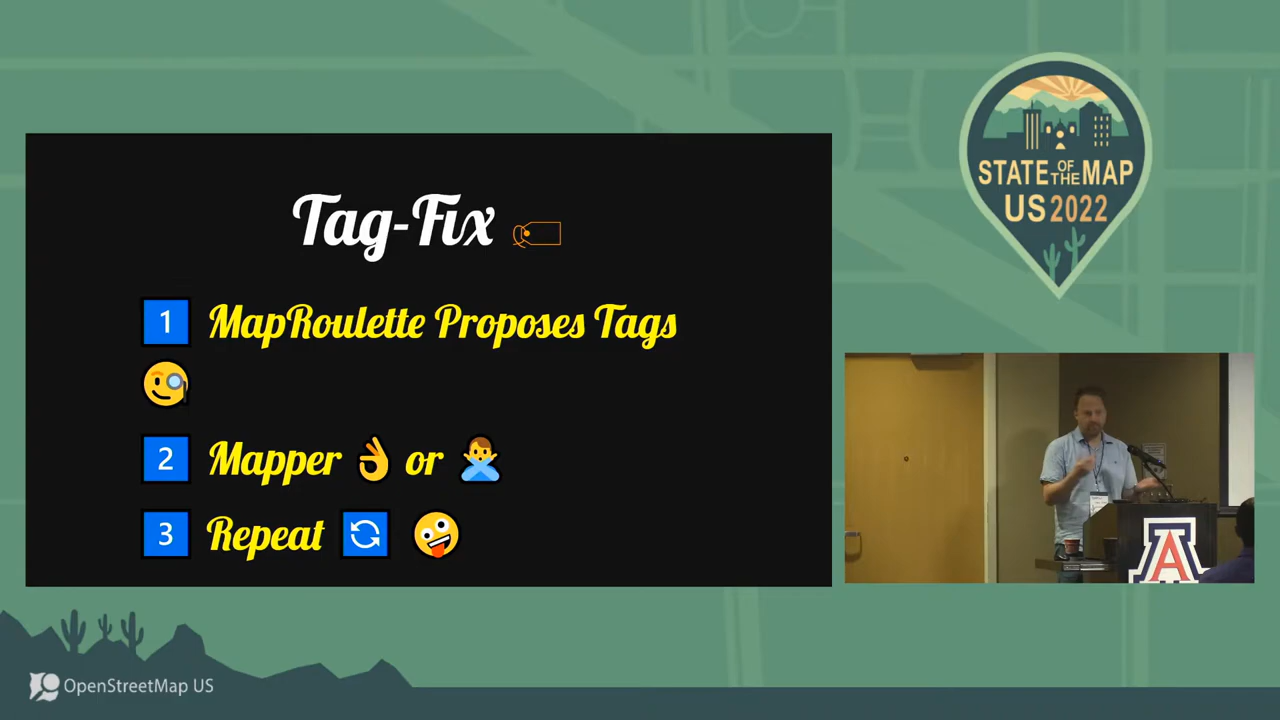 Tag-Fix
1 MapRoulette Proposes Tags
2 Mapper or
3 Repeat
STATE OF THE MAP
US 2022
A
OpenStreetMap US